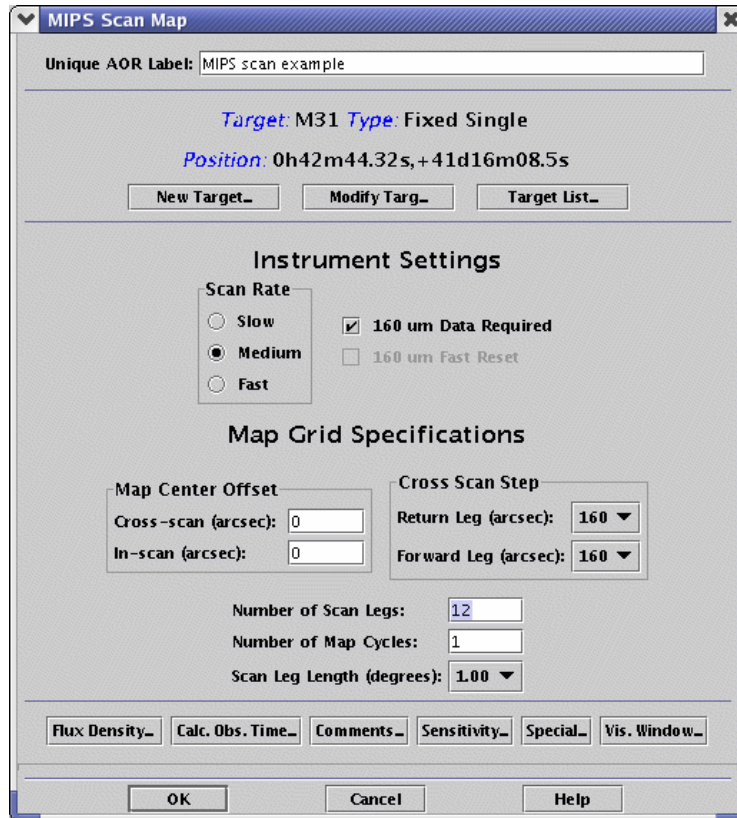 MIPS Scan Map
Unique AOR Label: MIPS scan example
Target: M31 Type: Fixed Single
Position: 0h42m44.32s,+41d16m08.5s
New Target... Modify Targ... Target List...
Instrument Settings
Scan Rate
Slow
Medium
Fast
160 um Data Required
160 um Fast Reset
Map Grid Specifications
Map Center Offset
Cross-scan (arcsec): 0
In-scan (arcsec): 0
Cross Scan Step
Return Leg (arcsec): 160
Forward Leg (arcsec): 160
Number of Scan Legs: 12
Number of Map Cycles: 1
Scan Leg Length (degrees): 1.00
Flux Density... Calc. Obs. Time... Comments... Sensitivity... Special... Vis. Window...
OK Cancel Help